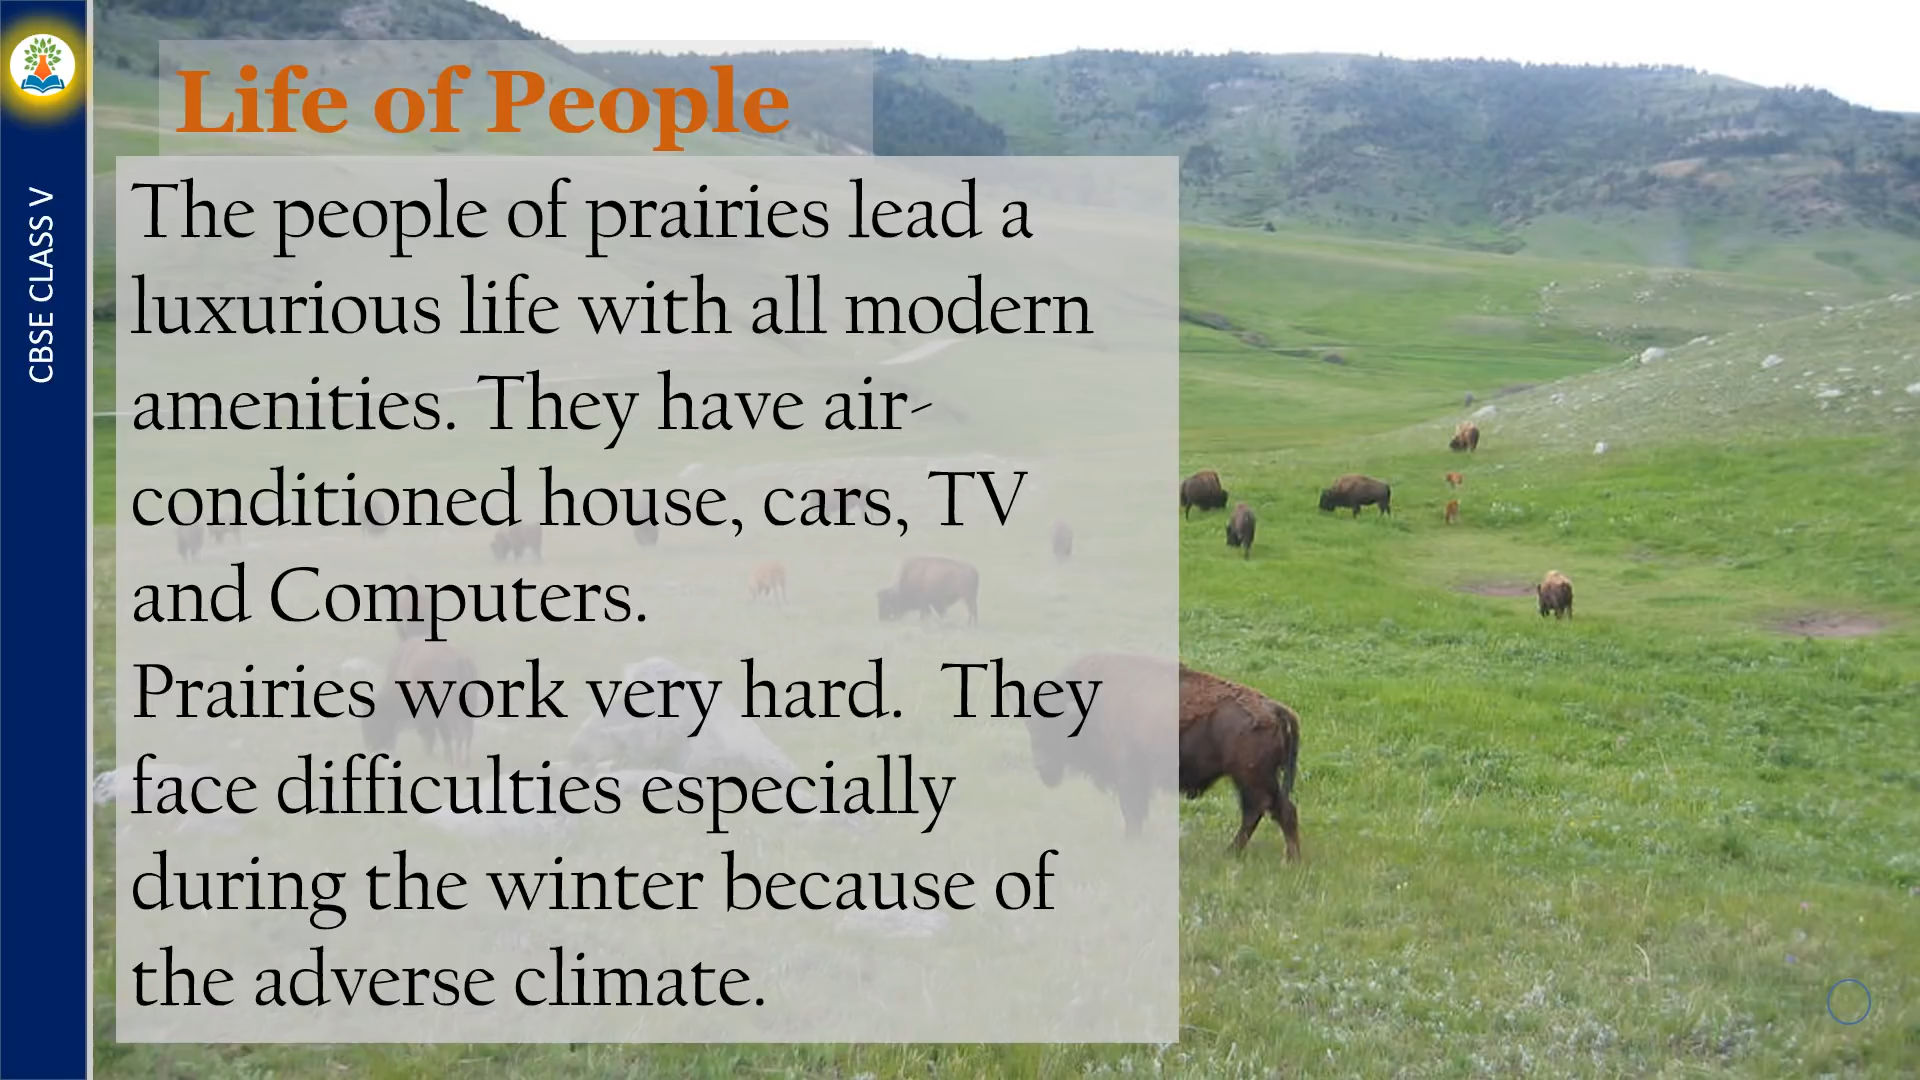 CBSE CLASS V
Life of People
The people of prairies lead a
luxurious life with all modern
amenities. They have air-
conditioned house, cars, TV
and Computers.
Prairies work very hard.  They
face difficulties especially
during the winter because of
the adverse climate.